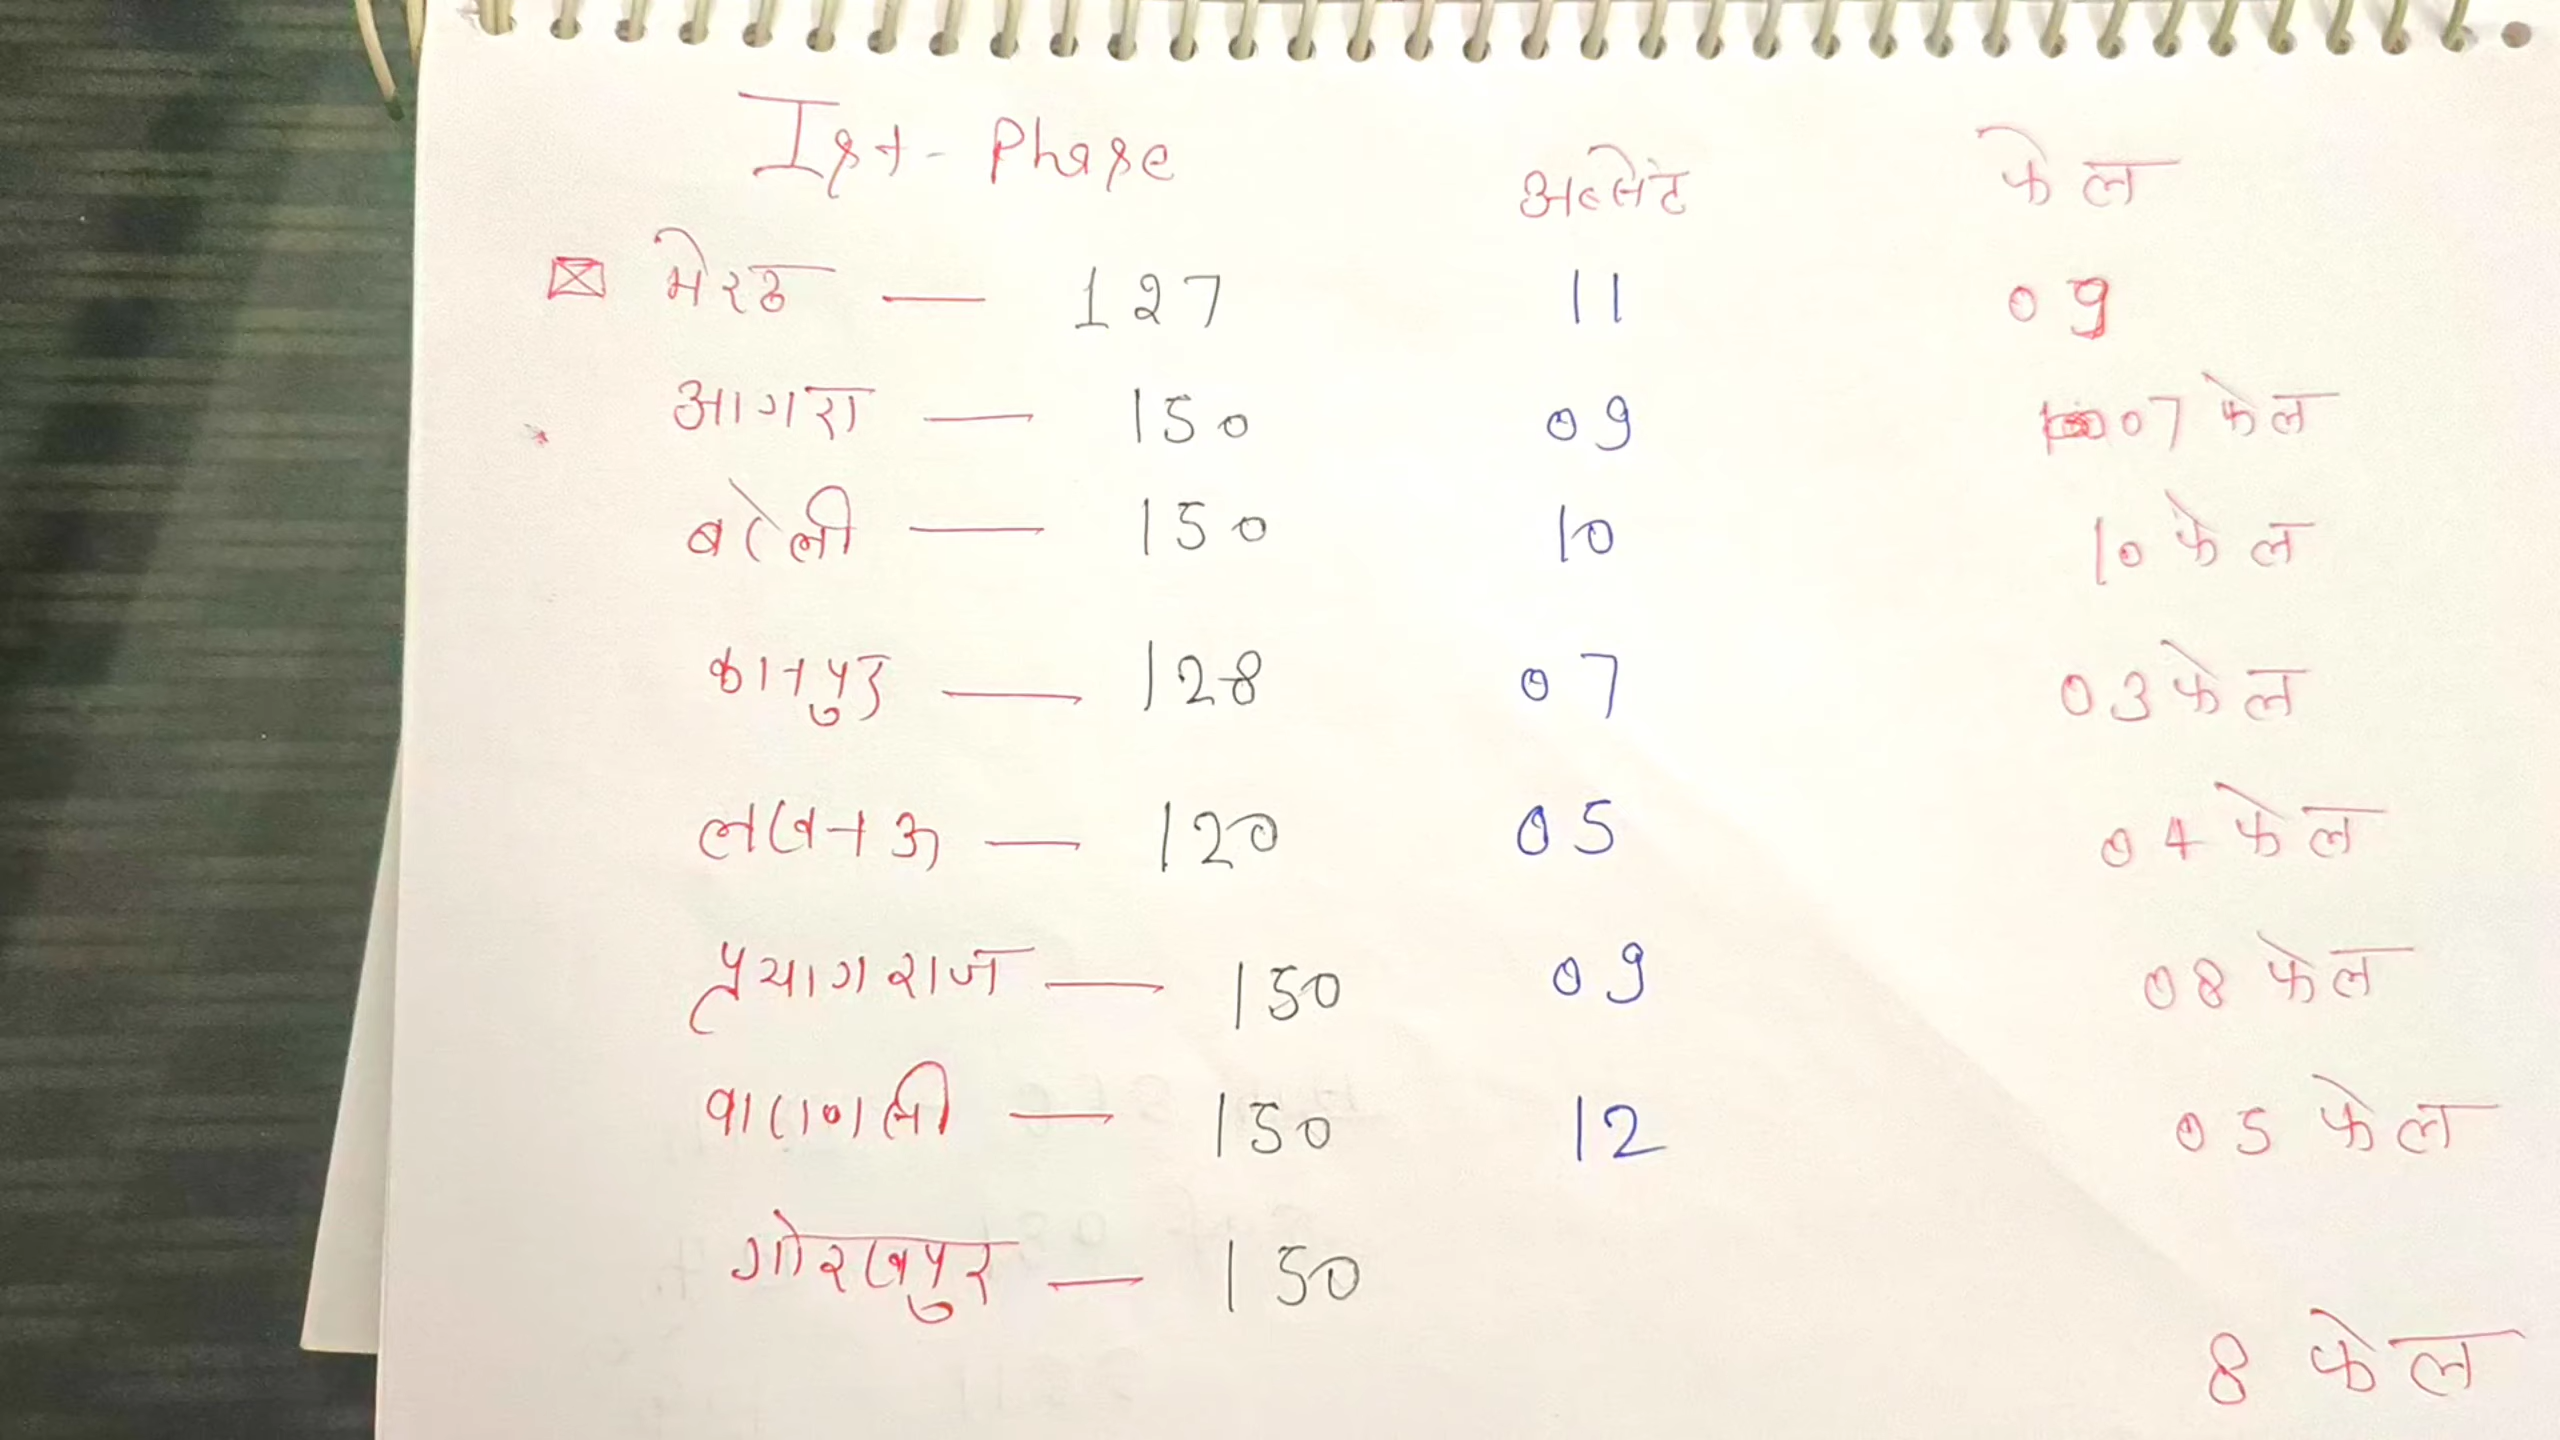 Ist - Phase अब्सेंट फेल
मेरठ — 127 11 09
आगरा — 150 09 07 फेल
बरेली — 150 10 10 फेल
कानपुर — 128 07 03 फेल
लखनऊ — 120 05 04 फेल
प्रयागराज — 150 09 08 फेल
वाराणसी — 150 12 05 फेल
गोरखपुर — 150
8 फेल